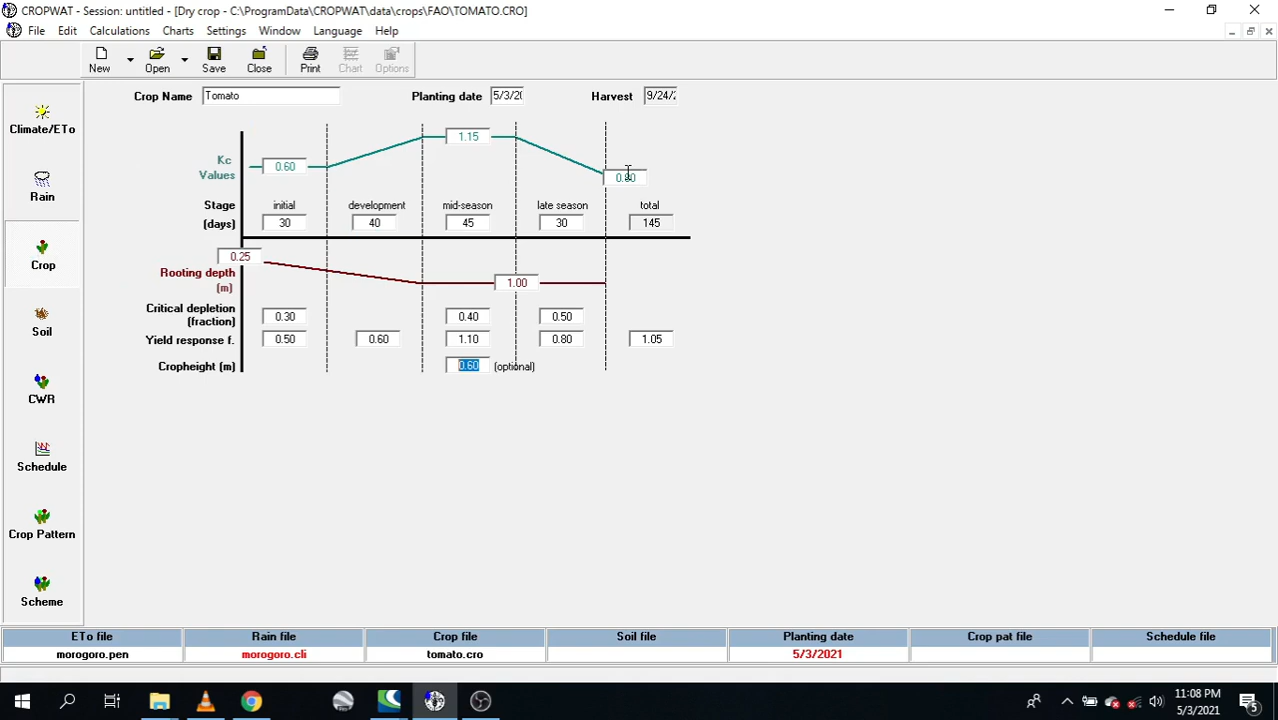 CROPWAT - Session: untitled - [Dry crop - C:\ProgramData\CROPWAT\data\crops\FAO\TOMATO.CRO]
File Edit Calculations Charts Settings Window Language Help
New Open Save Close Print Chart Options
Climate/ETo
Rain
Crop
Soil
CWR
Schedule
Crop Pattern
Scheme
Crop Name Tomato Planting date 5/3/20 Harvest 9/24/2
Kc Values 0.60 1.15 0.80
Stage initial development mid-season late season total
(days) 30 40 45 30 145
0.25
Rooting depth 1.00
(m)
Critical depletion
(fraction) 0.30 0.40 0.50
Yield response f. 0.50 0.60 1.10 0.80 1.05
Cropheight (m) 0.60 (optional)
ETo file Rain file Crop file Soil file Planting date Crop pat file Schedule file
morogoro.pen morogoro.cli tomato.cro 5/3/2021
11:08 PM
5/3/2021
5